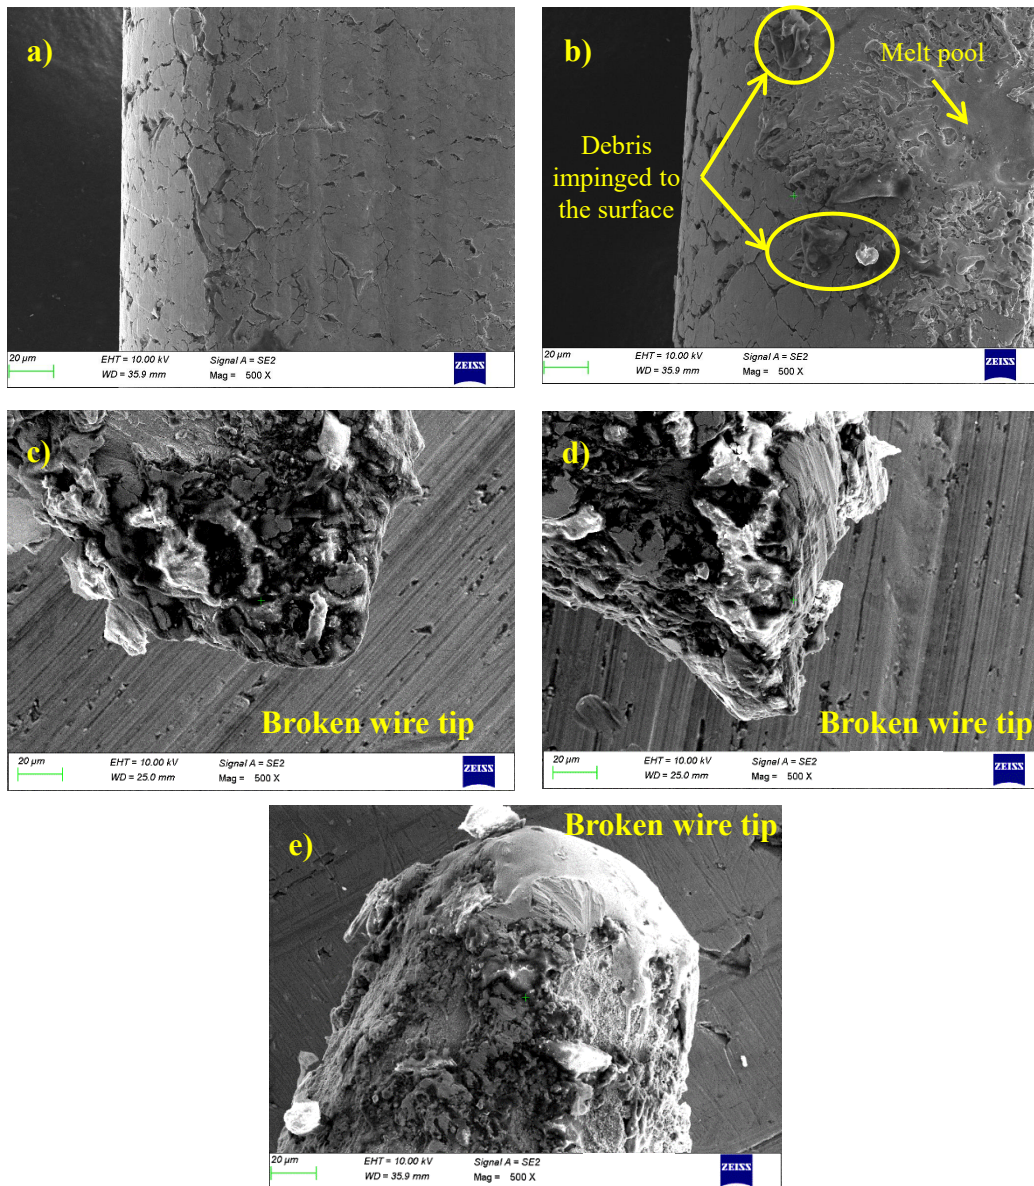 a)
20 µm
EHT = 10.00 kV
Signal A = SE2
WD = 35.9 mm
Mag = 500 X
ZEISS
b)
Melt pool
Debris
impinged to
the surface
20 µm
EHT = 10.00 kV
Signal A = SE2
WD = 35.9 mm
Mag = 500 X
ZEISS
c)
Broken wire tip
20 µm
EHT = 10.00 kV
Signal A = SE2
WD = 25.0 mm
Mag = 500 X
ZEISS
d)
Broken wire tip
20 µm
EHT = 10.00 kV
Signal A = SE2
WD = 25.0 mm
Mag = 500 X
ZEISS
e)
Broken wire tip
20 µm
EHT = 10.00 kV
Signal A = SE2
WD = 35.9 mm
Mag = 500 X
ZEISS